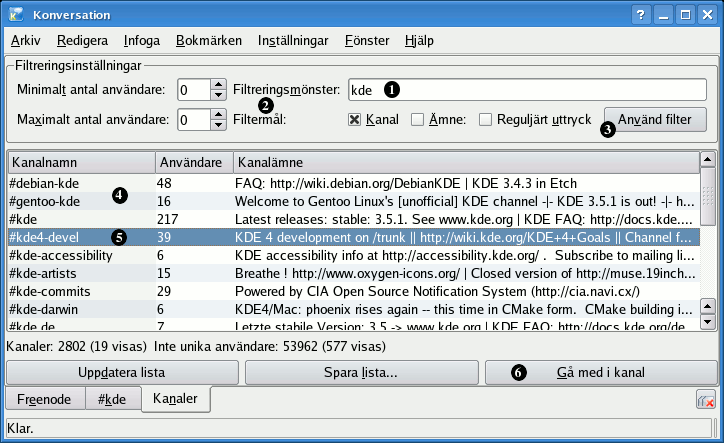 Konversation
Arkiv Redigera Infoga Bokmärken Inställningar Fönster Hjälp
Filtreringsinställningar
Minimalt antal användare: 0 Filtreringsmönster: kde 1
2
Maximalt antal användare: 0 Filtermål: Kanal Ämne: Reguljärt uttryck 3 Använd filter
Kanalnamn Användare Kanalämne
#debian-kde 48 FAQ: http://wiki.debian.org/DebianKDE | KDE 3.4.3 in Etch
#gentoo-kde 4 16 Welcome to Gentoo Linux's [unofficial] KDE channel -|- KDE 3.5.1 is out! -|- h...
#kde 217 Latest releases: stable: 3.5.1. See www.kde.org | KDE FAQ: http://docs.kde....
#kde4-devel 5 39 KDE 4 development on /trunk || http://wiki.kde.org/KDE+4+Goals || Channel f...
#kde-accessibility 6 KDE accessibility info at http://accessibility.kde.org/ . Subscribe to mailing li...
#kde-artists 15 Breathe ! http://www.oxygen-icons.org/ | Closed version of http://muse.19inch...
#kde-commits 29 Powered by CIA Open Source Notification System (http://cia.navi.cx/)
#kde-darwin 6 KDE4/Mac: phoenix rises again -- this time in CMake form. CMake building i...
#kde.de 7 Letzte stabile Version: 3.5 -> www.kde.org | KDE FAQ: http://docs.kde.org/de...
Kanaler: 2802 (19 visas) Inte unika användare: 53962 (577 visas)
Uppdatera lista Spara lista... 6 Gå med i kanal
Freenode #kde Kanaler
Klar.